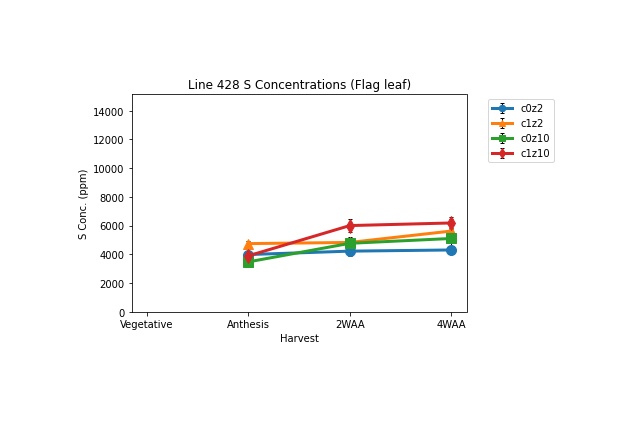 Line 428 S Concentrations (Flag leaf)
c0z2
c1z2
c0z10
c1z10
14000
12000
10000
8000
6000
4000
2000
0
S Conc. (ppm)
Vegetative Anthesis 2WAA 4WAA
Harvest